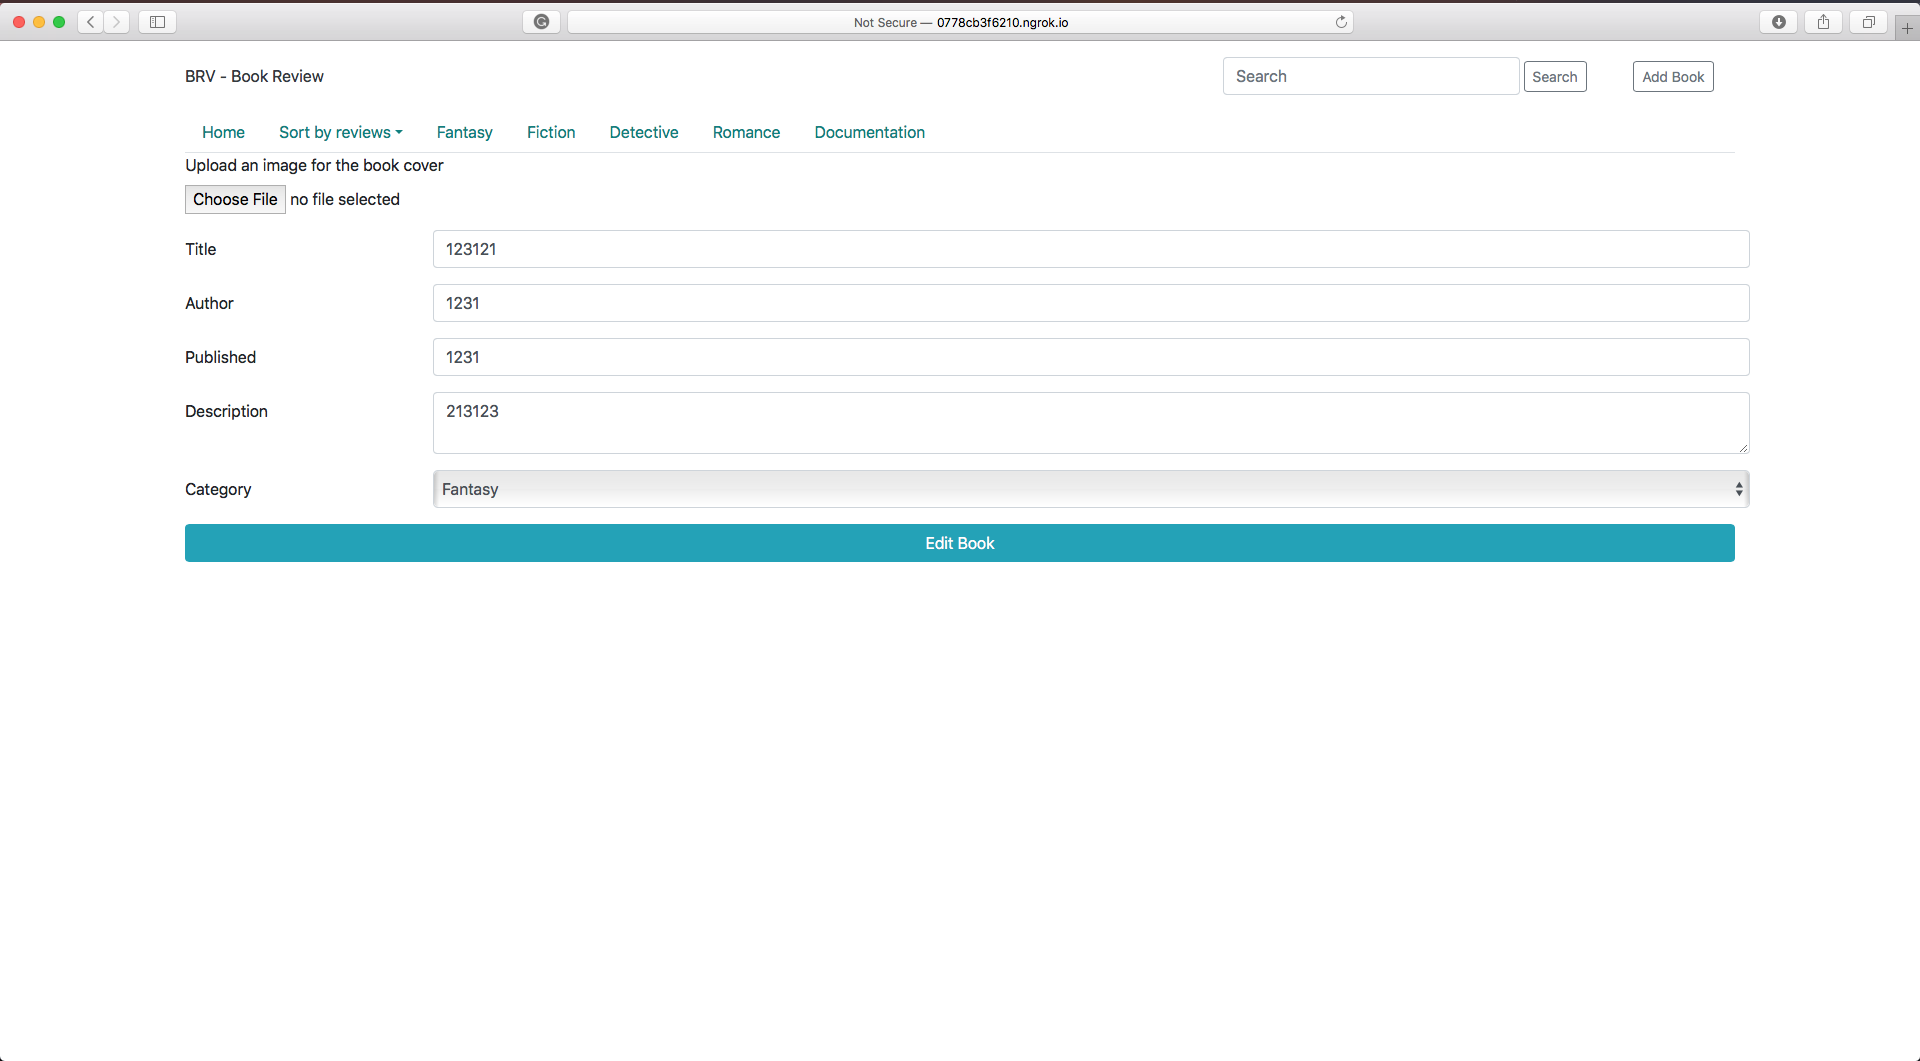 Not Secure — 0778cb3f6210.ngrok.io
BRV - Book Review
Search Search Add Book
Home Sort by reviews Fantasy Fiction Detective Romance Documentation
Upload an image for the book cover
Choose File no file selected
Title 123121
Author 1231
Published 1231
Description 213123
Category Fantasy
Edit Book